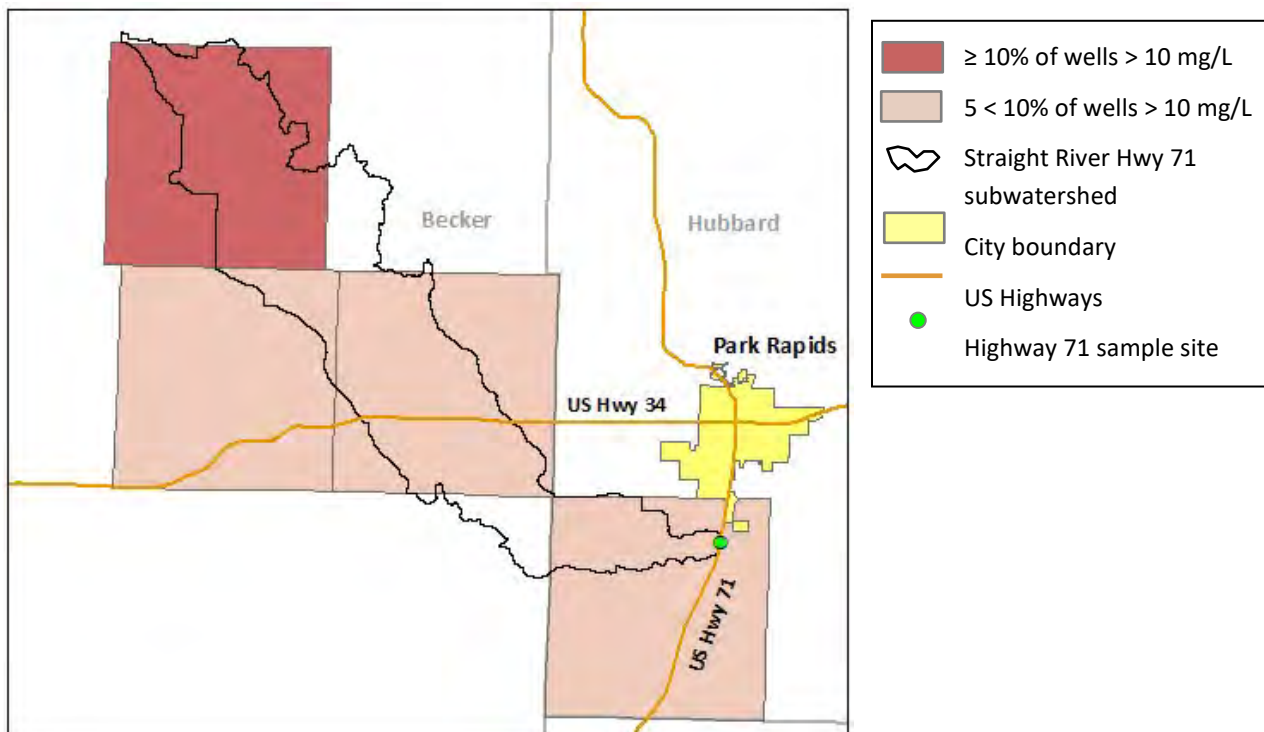 Becker
Hubbard
Park Rapids
US Hwy 34
US Hwy 71
≥ 10% of wells > 10 mg/L
5 < 10% of wells > 10 mg/L
Straight River Hwy 71
subwatershed
City boundary
US Highways
Highway 71 sample site